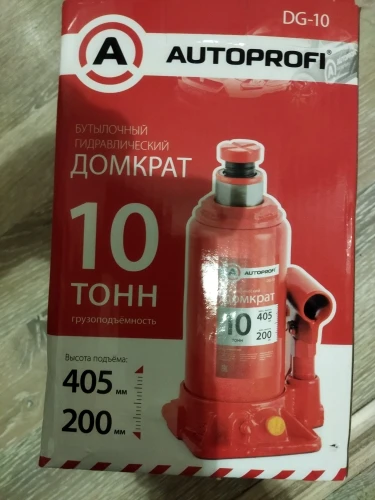 DG-10
A AUTOPROFI®
БУТЫЛОЧНЫЙ
ГИДРАВЛИЧЕСКИЙ
ДОМКРАТ
10
ТОНН
грузоподъёмность
Высота подъёма:
405 мм
200 мм
A AUTOPROFI
ДОМКРАТ
10
ТОНН
405
200